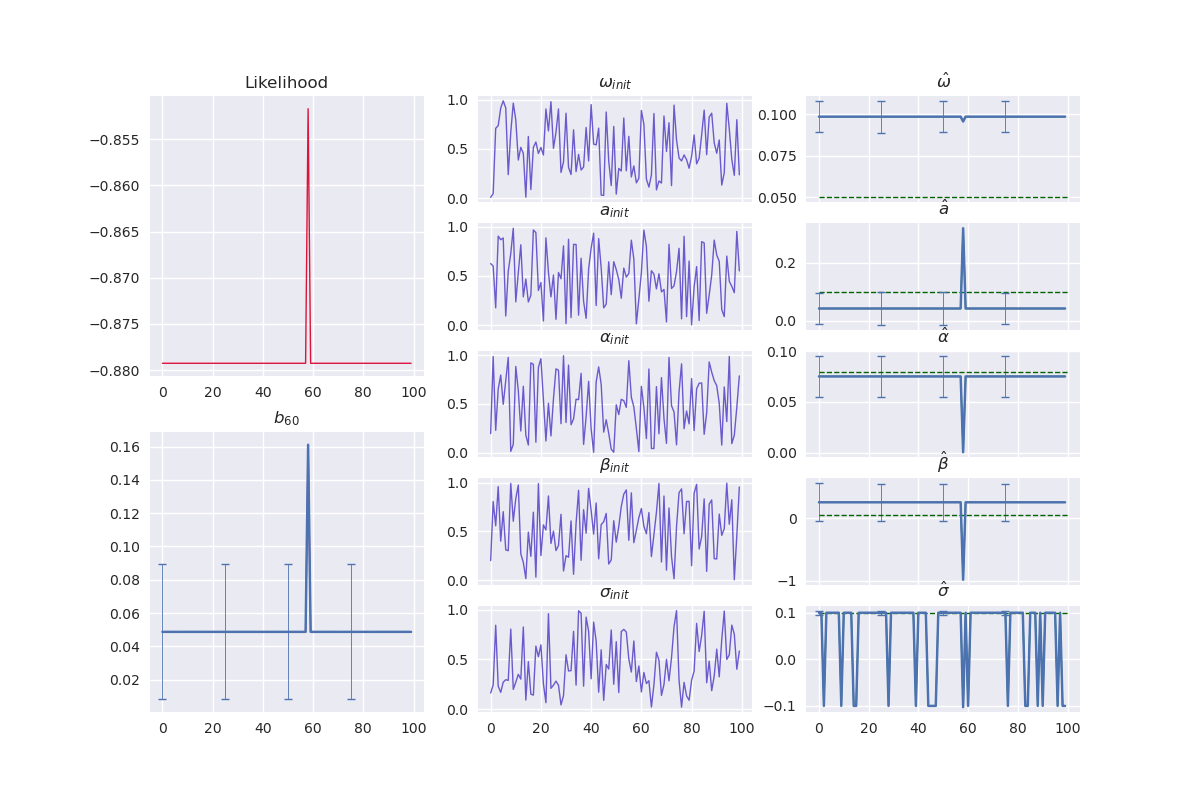 Likelihood
−0.855
−0.860
−0.865
−0.870
−0.875
−0.880
0 20 40 60 80 100
b₆₀
0.16
0.14
0.12
0.10
0.08
0.06
0.04
0.02
0 20 40 60 80 100
ω_init
1.0
0.5
0.0
a_init
1.0
0.5
0.0
α_init
1.0
0.5
0.0
β_init
1.0
0.5
0.0
σ_init
1.0
0.5
0.0
0 20 40 60 80 100
ω̂
0.100
0.075
0.050
â
0.2
0.0
α̂
0.10
0.05
0.00
β̂
0
−1
σ̂
0.1
0.0
−0.1
0 20 40 60 80 100